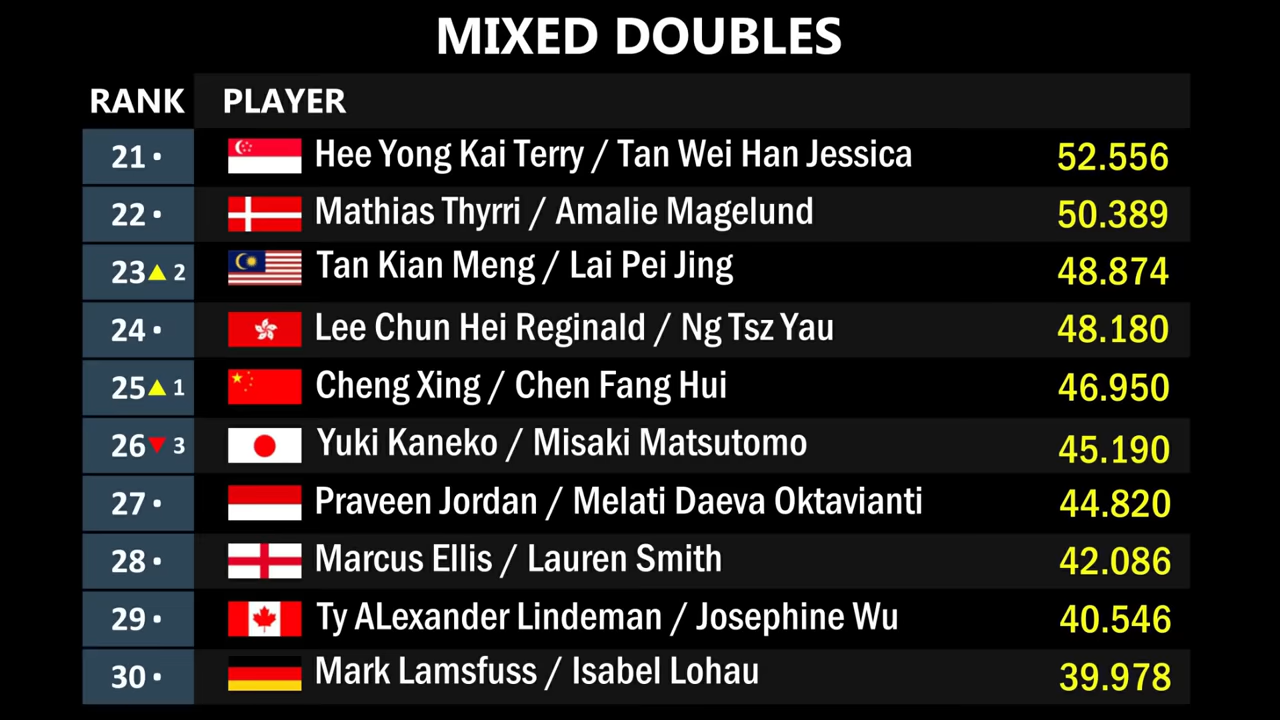 MIXED DOUBLES
RANK PLAYER
21 • Hee Yong Kai Terry / Tan Wei Han Jessica 52.556
22 • Mathias Thyrri / Amalie Magelund 50.389
23 ▲ 2 Tan Kian Meng / Lai Pei Jing 48.874
24 • Lee Chun Hei Reginald / Ng Tsz Yau 48.180
25 ▲ 1 Cheng Xing / Chen Fang Hui 46.950
26 ▼ 3 Yuki Kaneko / Misaki Matsutomo 45.190
27 • Praveen Jordan / Melati Daeva Oktavianti 44.820
28 • Marcus Ellis / Lauren Smith 42.086
29 • Ty ALexander Lindeman / Josephine Wu 40.546
30 • Mark Lamsfuss / Isabel Lohau 39.978